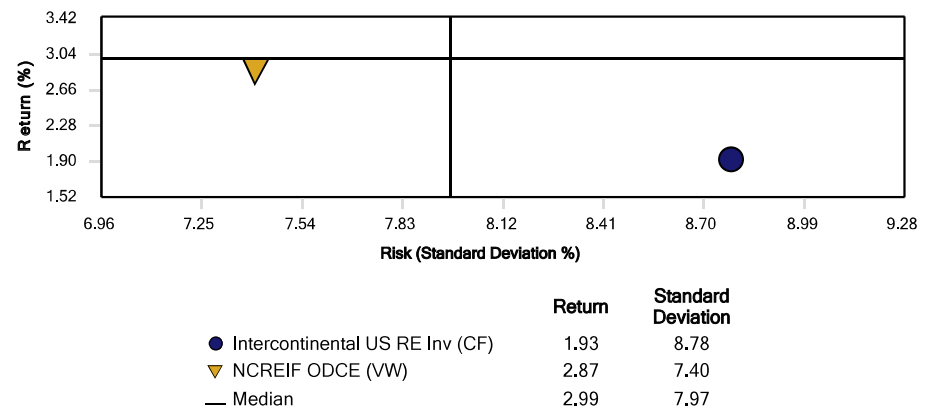 3.42
3.04
2.66
2.28
1.90
1.52
Return (%)
6.96 7.25 7.54 7.83 8.12 8.41 8.70 8.99 9.28
Risk (Standard Deviation %)
Return Standard Deviation
Intercontinental US RE Inv (CF) 1.93 8.78
NCREIF ODCE (VW) 2.87 7.40
Median 2.99 7.97